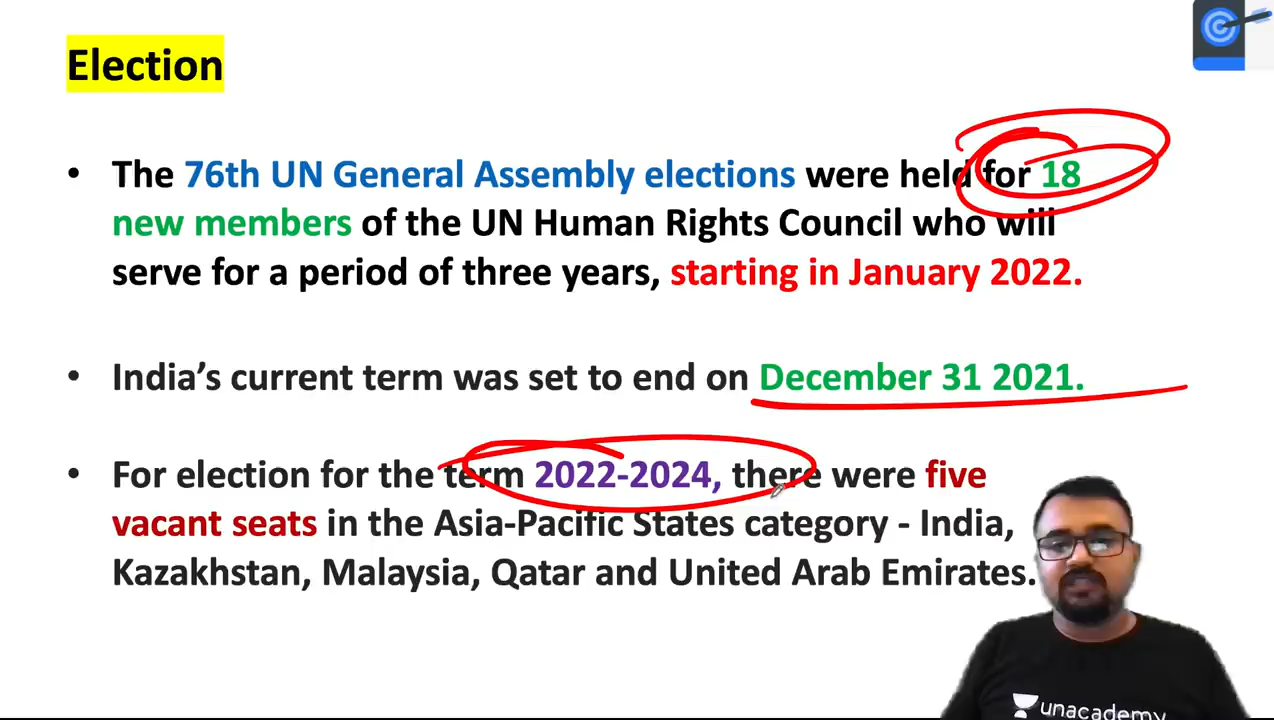 Election
• The 76th UN General Assembly elections were held for 18
new members of the UN Human Rights Council who will
serve for a period of three years, starting in January 2022.
• India’s current term was set to end on December 31 2021.
• For election for the term 2022-2024, there were five
vacant seats in the Asia-Pacific States category - India,
Kazakhstan, Malaysia, Qatar and United Arab Emirates.
unacademy